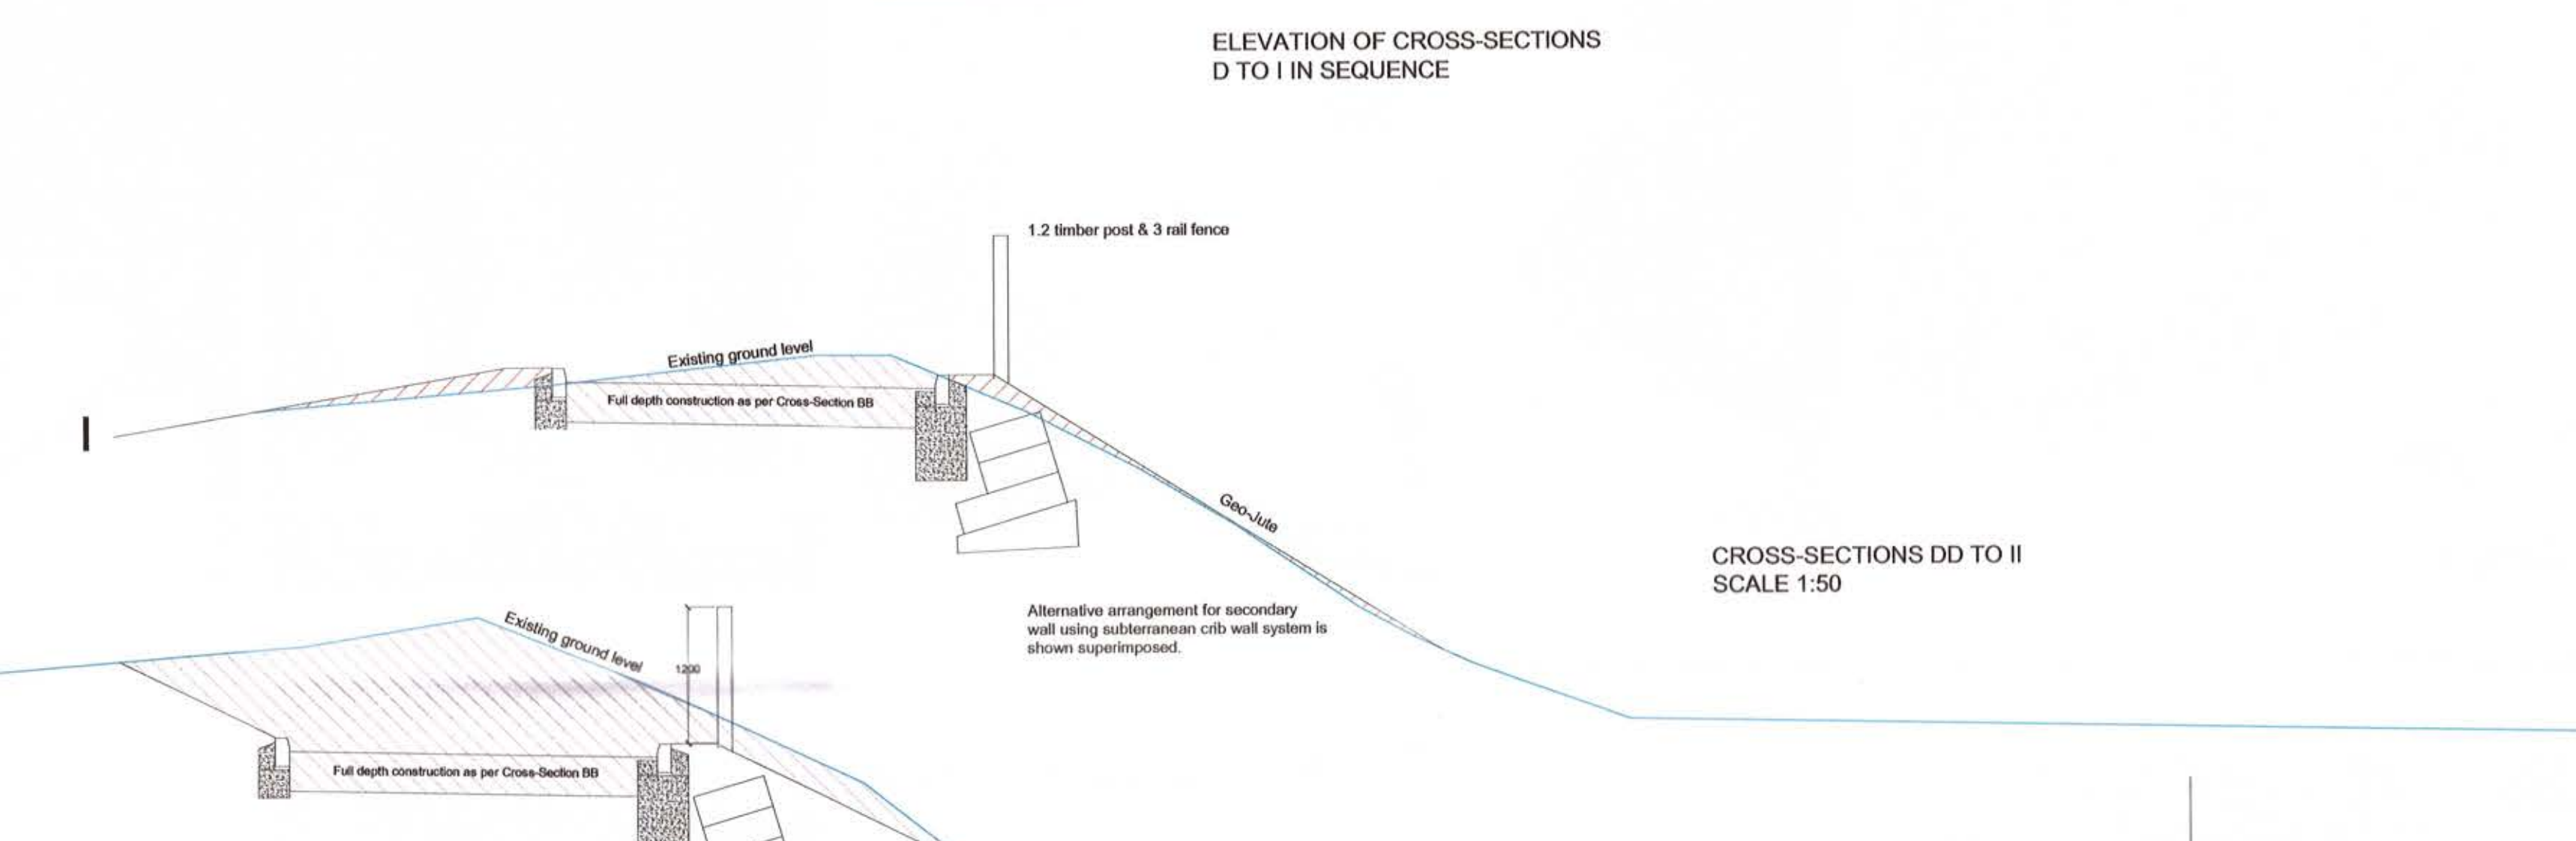 ELEVATION OF CROSS-SECTIONS
D TO I IN SEQUENCE
1.2 timber post & 3 rail fence
Existing ground level
Full depth construction as per Cross-Section BB
I
Geo-Jute
CROSS-SECTIONS DD TO II
SCALE 1:50
Alternative arrangement for secondary
wall using subterranean crib wall system is
shown superimposed.
Existing ground level
1200
Full depth construction as per Cross-Section BB